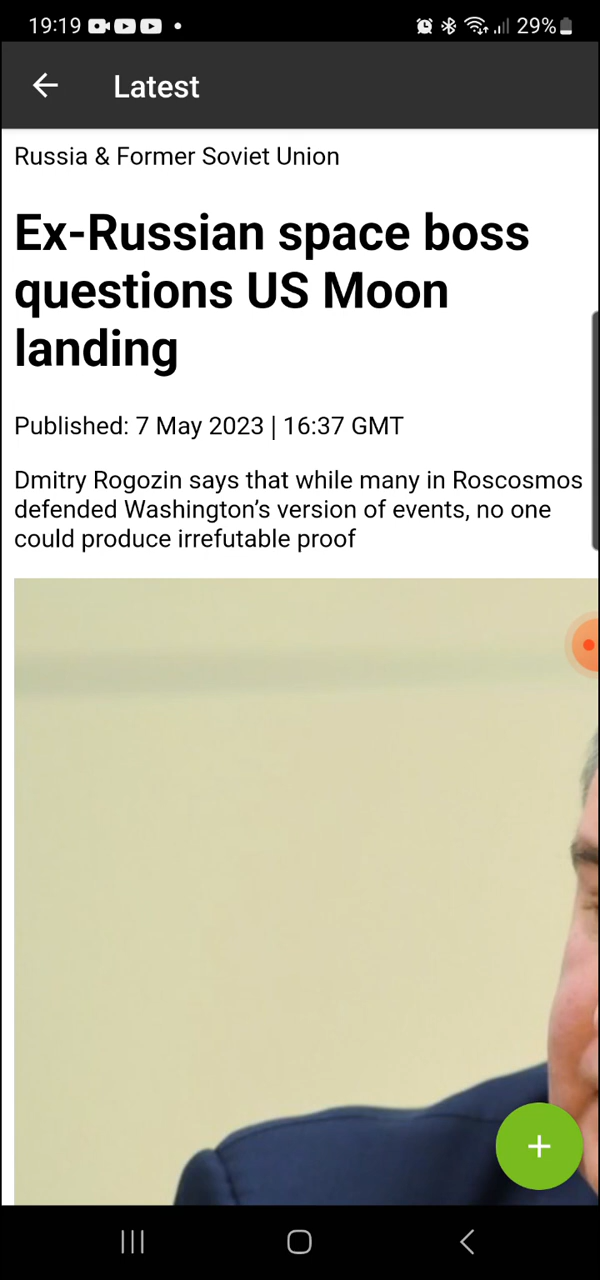 19:19 29%
Latest
Russia & Former Soviet Union
Ex-Russian space boss
questions US Moon
landing
Published: 7 May 2023 | 16:37 GMT
Dmitry Rogozin says that while many in Roscosmos
defended Washington’s version of events, no one
could produce irrefutable proof